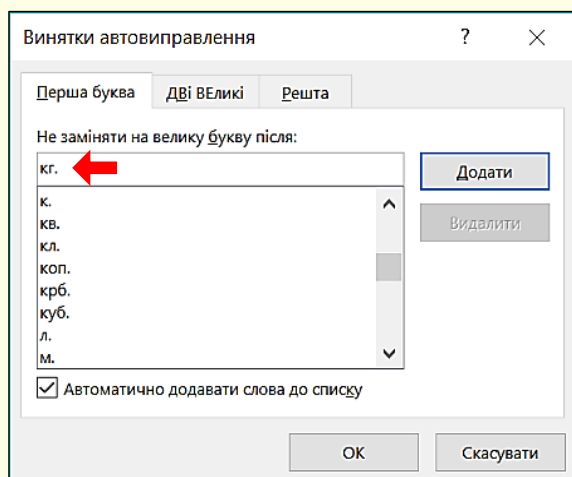 Винятки автовиправлення ?
Перша буква ДВі ВЕликі Решта
Не заміняти на велику букву після:
кг. Додати
к. Видалити
кв.
кл.
коп.
крб.
куб.
л.
м.
Автоматично додавати слова до списку
ОК Скасувати